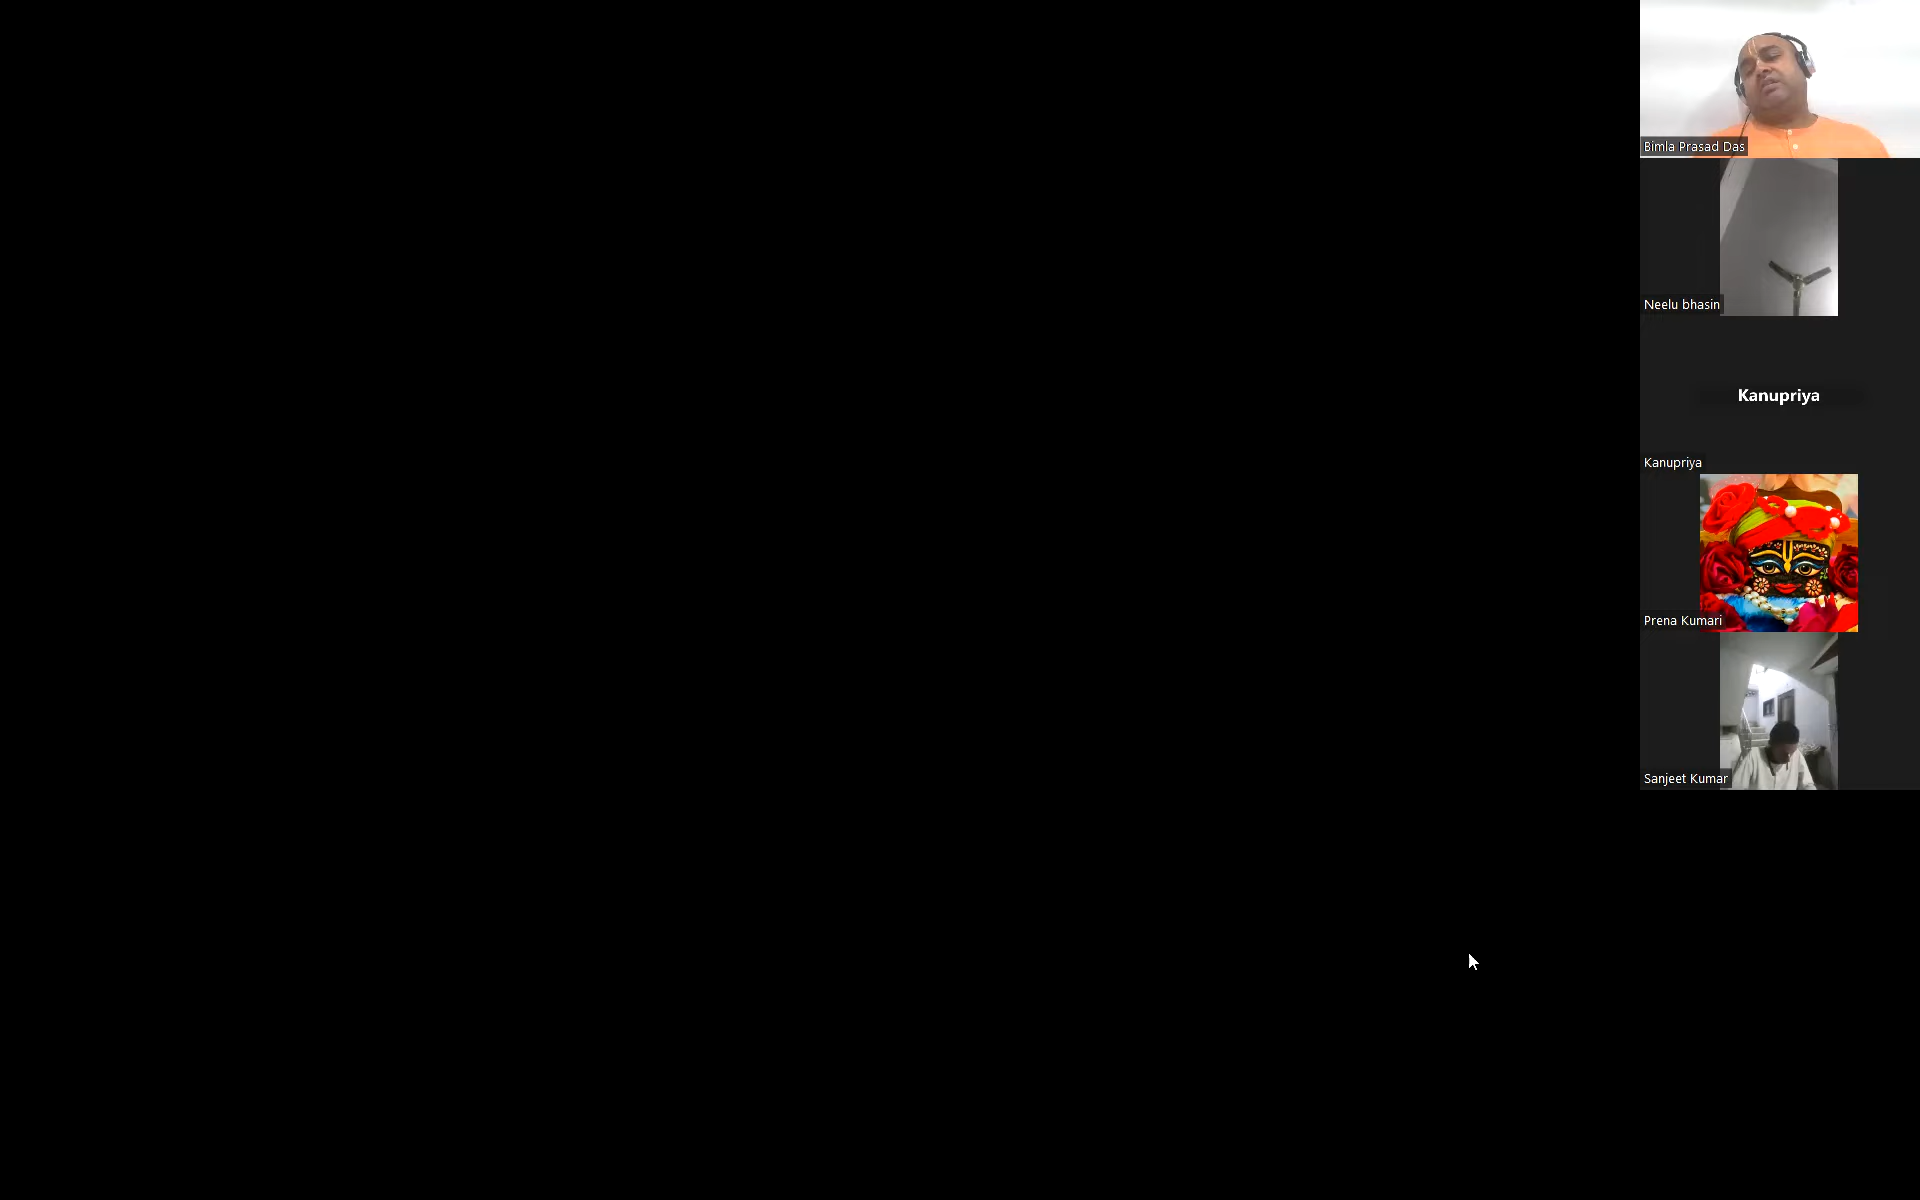 Bimla Prasad Das
Neelu bhasin
Kanupriya
Kanupriya
Prena Kumari
Sanjeet Kumar